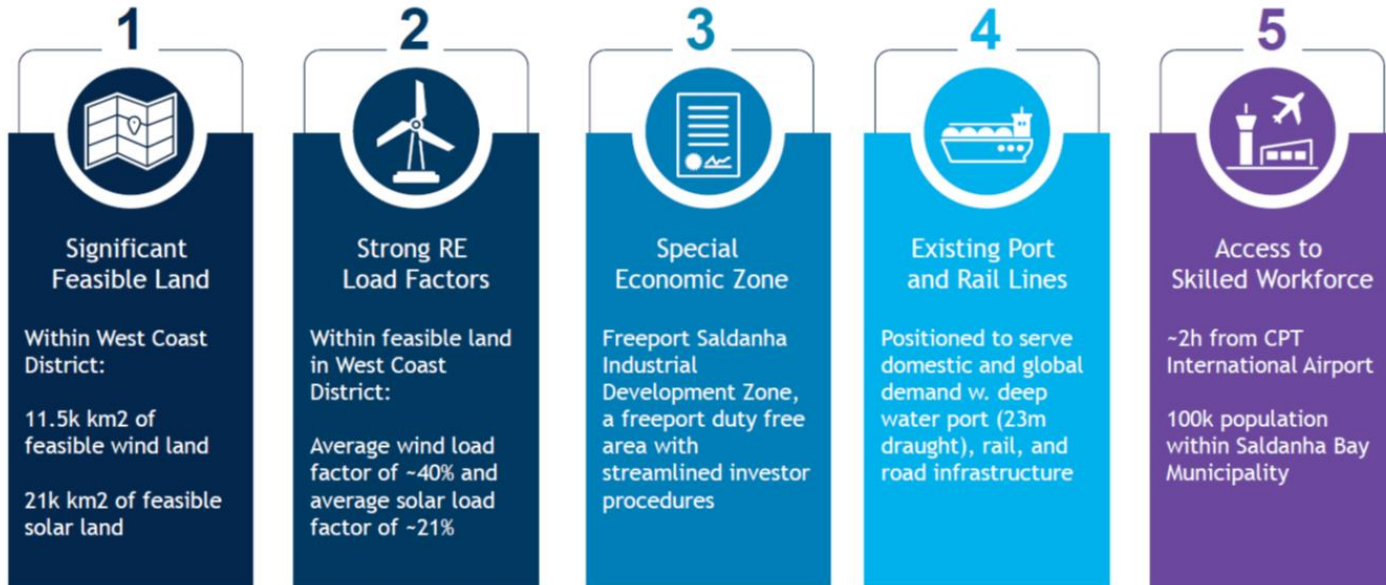 1
Significant
Feasible Land
Within West Coast
District:
11.5k km2 of
feasible wind land
21k km2 of feasible
solar land
2
Strong RE
Load Factors
Within feasible land
in West Coast
District:
Average wind load
factor of ~40% and
average solar load
factor of ~21%
3
Special
Economic Zone
Freeport Saldanha
Industrial
Development Zone,
a freeport duty free
area with
streamlined investor
procedures
4
Existing Port
and Rail Lines
Positioned to serve
domestic and global
demand w. deep
water port (23m
draught), rail, and
road infrastructure
5
Access to
Skilled Workforce
~2h from CPT
International Airport
100k population
within Saldanha Bay
Municipality